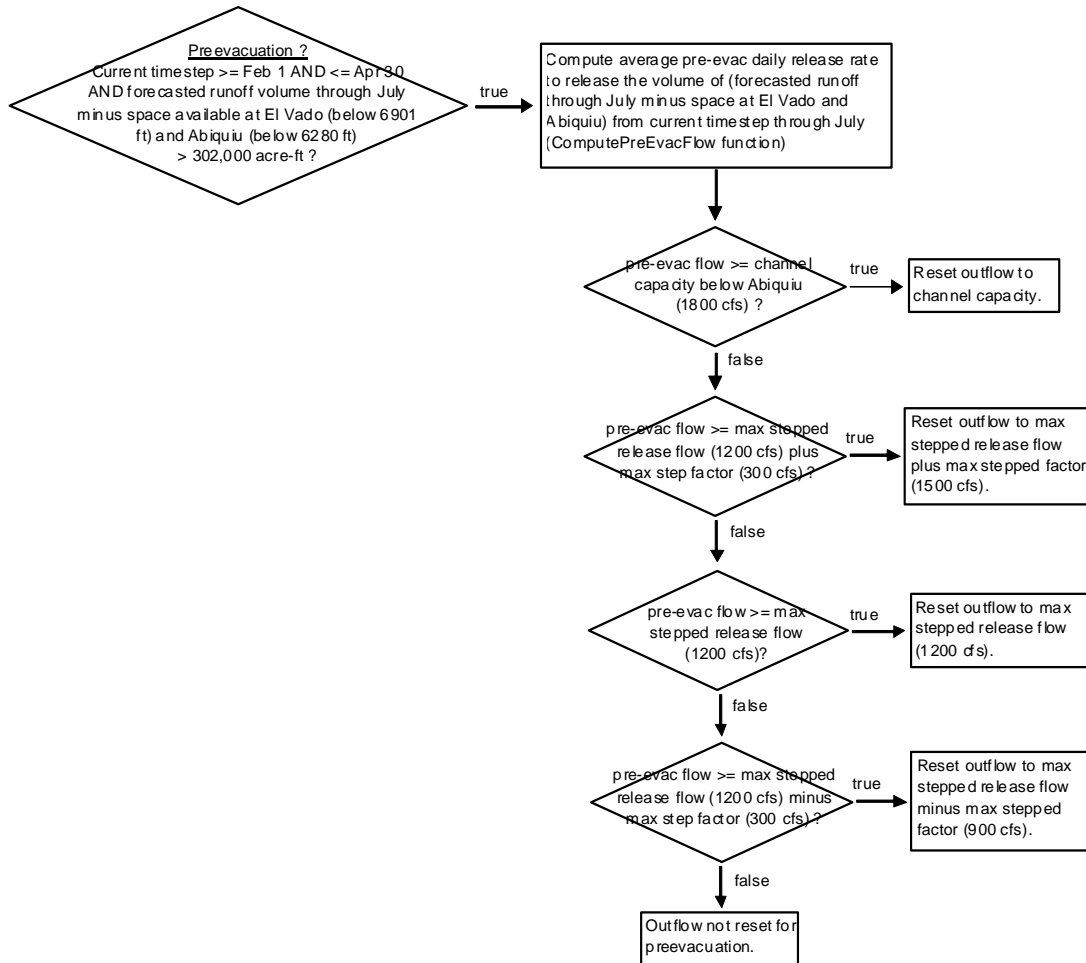 Preevacuation ?
Current timestep >= Feb 1 AND <= Apr 30
AND forecasted runoff volume through July
minus space available at El Vado (below 6901
ft) and Abiquiu (below 6280 ft)
> 302,000 acre-ft ?
true
Compute average pre-evac daily release rate
to release the volume of (forecasted runoff
through July minus space at El Vado and
Abiquiu) from current timestep through July
(ComputePreEvacFlow function)
pre-evac flow >= channel
capacity below Abiquiu
(1800 cfs) ?
true
Reset outflow to
channel capacity.
false
pre-evac flow >= max stopped
release flow (1200 cfs) plus
max step factor (300 cfs) ?
true
Reset outflow to max
stepped release flow
plus max stepped factor
(1500 cfs).
false
pre-evac flow >= max
stepped release flow
(1200 cfs)?
true
Reset outflow to max
stepped release flow
(1200 cfs).
false
pre-evac flow >= max stopped
release flow (1200 cfs) minus
max step factor (300 cfs) ?
true
Reset outflow to max
stepped release flow
minus max stepped
factor (900 cfs).
false
Outflow not reset for
preevacuation.